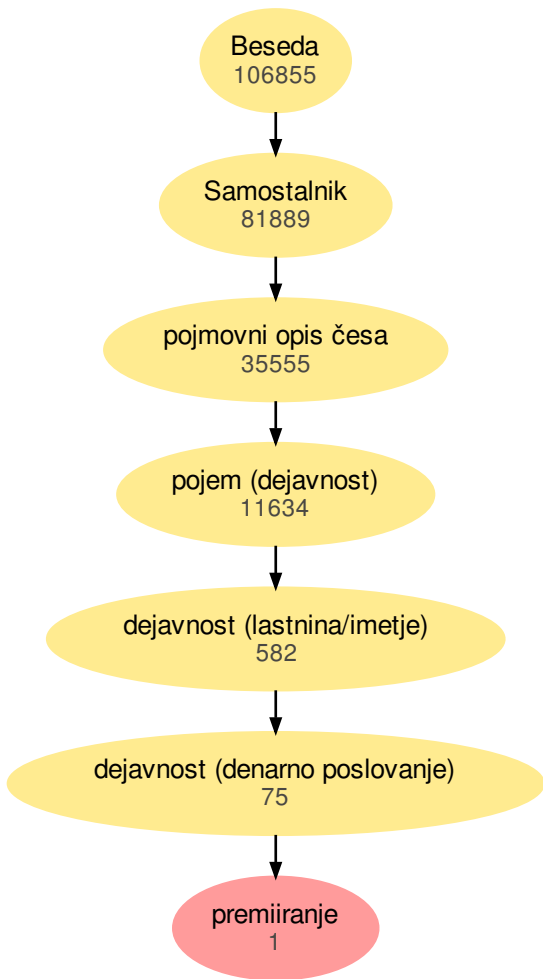 Beseda
106855
Samostalnik
81889
pojmovni opis česa
35555
pojem (dejavnost)
11634
dejavnost (lastnina/imetje)
582
dejavnost (denarno poslovanje)
75
premiiranje
1